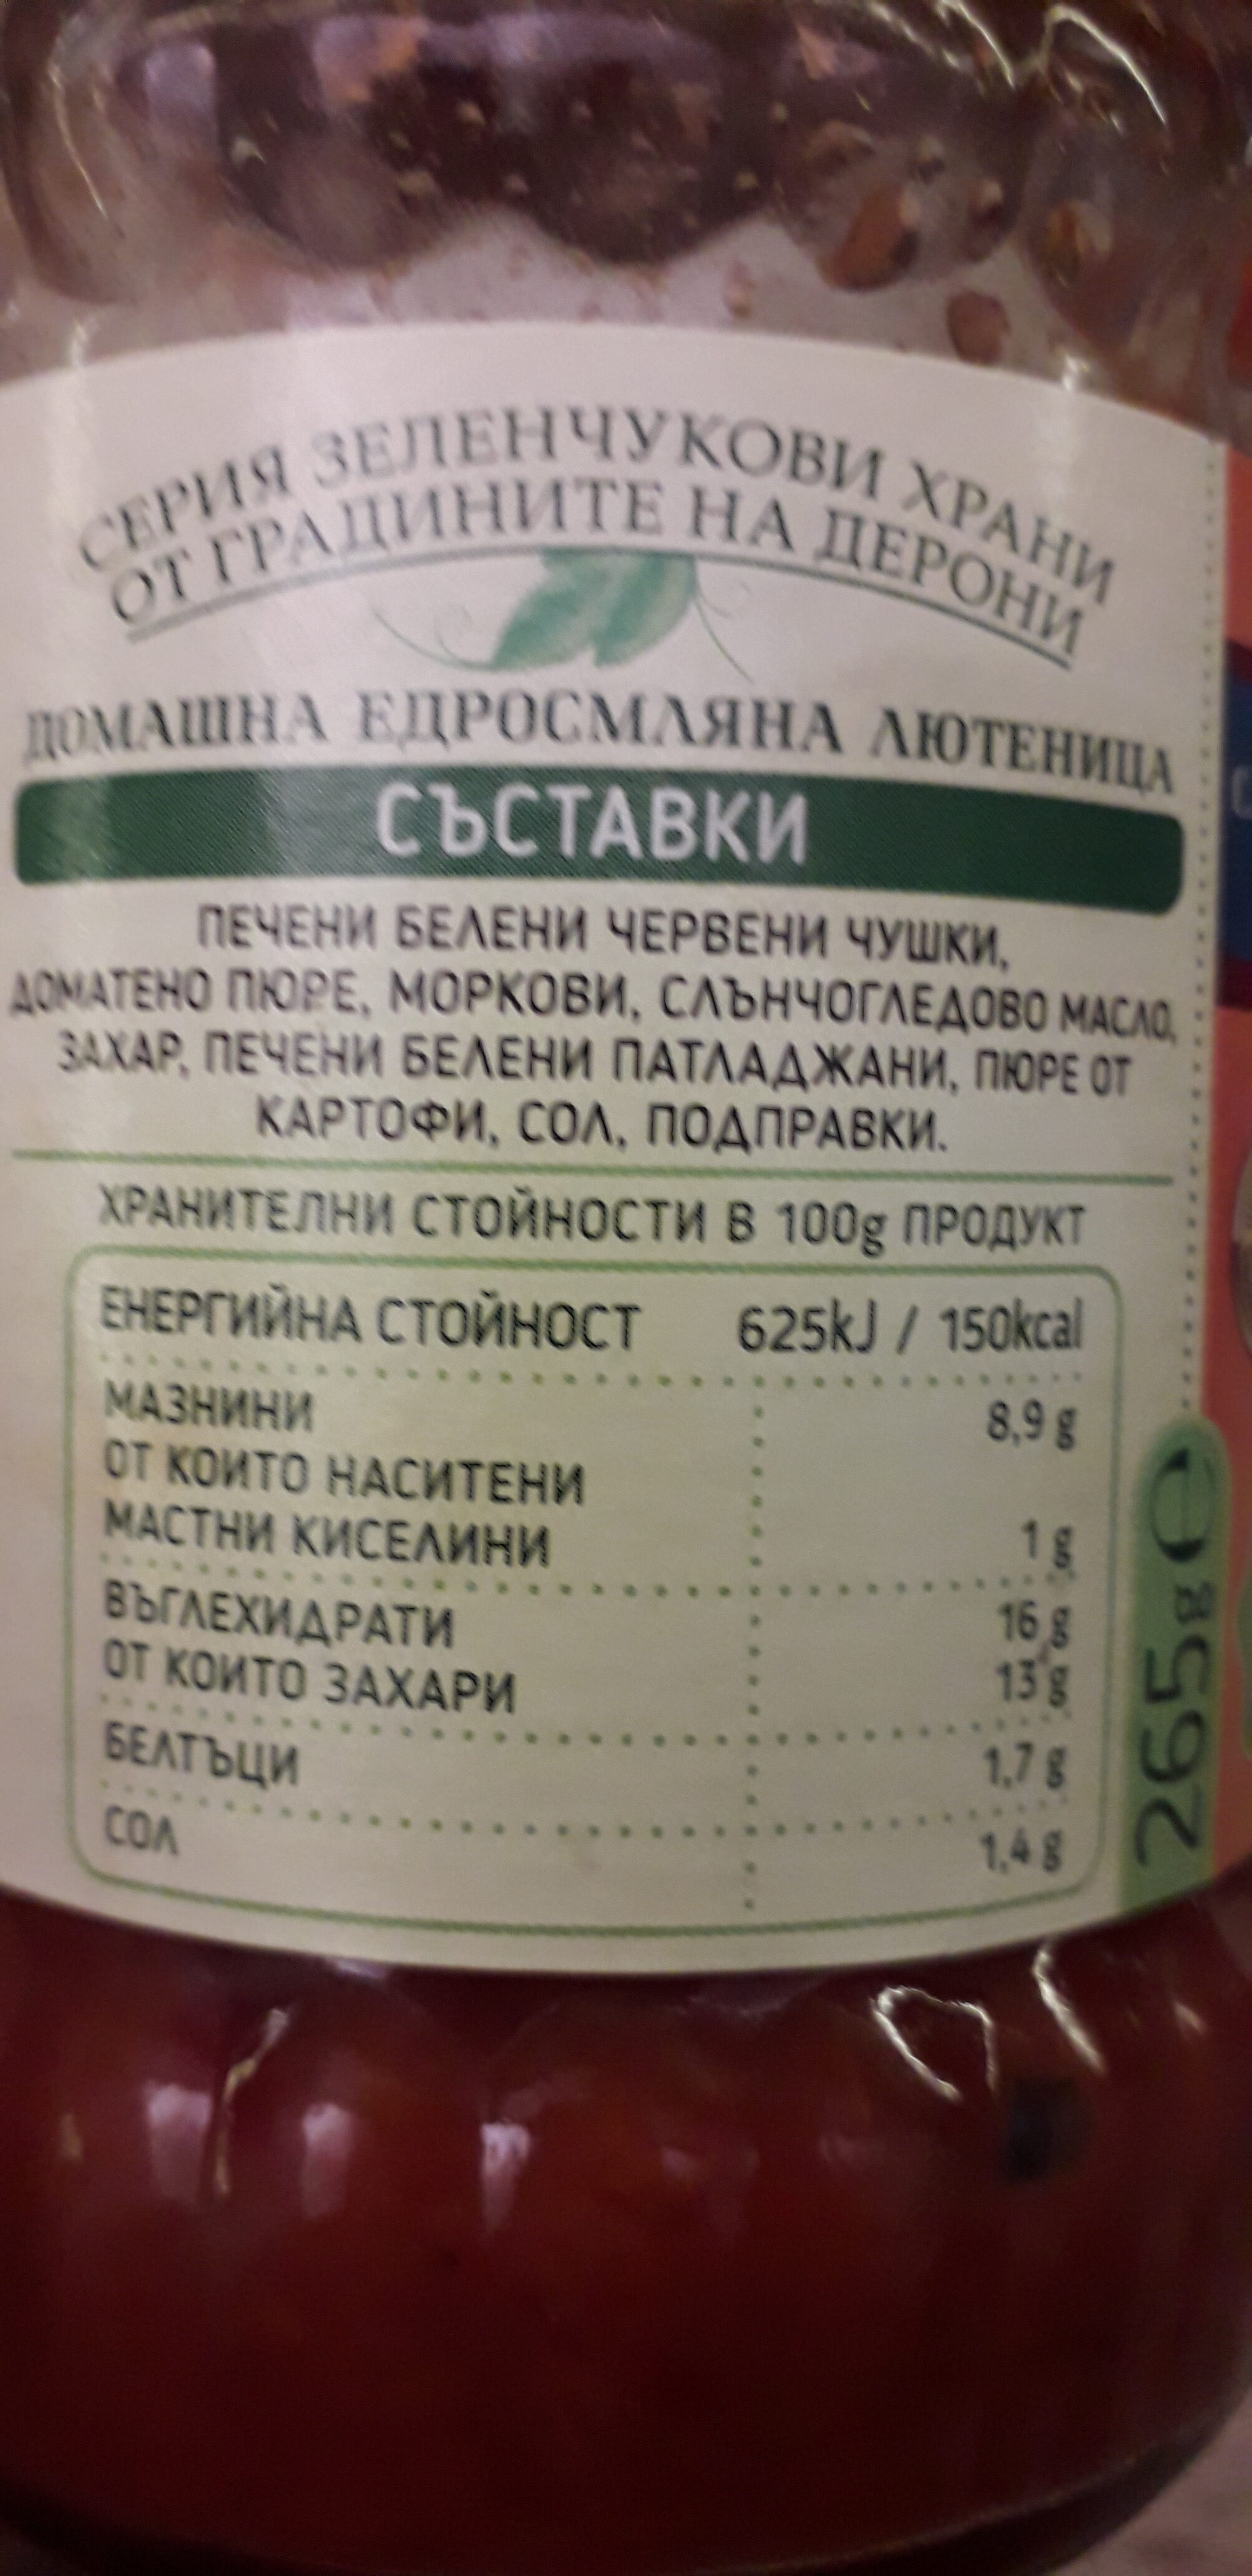 СЕРИЯ ЗЕЛЕНЧУКОВИ ХРАНИ
ОТ ГРАДИНИТЕ НА ДЕРОНИ
ДОМАШНА ЕДРОСМЛЯНА ЛЮТЕНИЦА
СЪСТАВКИ
ПЕЧЕНИ БЕЛЕНИ ЧЕРВЕНИ ЧУШКИ,
ДОМАТЕНО ПЮРЕ, МОРКОВИ, СЛЪНЧОГЛЕДОВО МАСЛО,
ЗАХАР, ПЕЧЕНИ БЕЛЕНИ ПАТЛАДЖАНИ, ПЮРЕ ОТ
КАРТОФИ, СОЛ, ПОДПРАВКИ.
ХРАНИТЕЛНИ СТОЙНОСТИ В 100g ПРОДУКТ
ЕНЕРГИЙНА СТОЙНОСТ 625kJ / 150kcal
МАЗНИНИ 8,9 g
ОТ КОИТО НАСИТЕНИ
МАСТНИ КИСЕЛИНИ 1 g
ВЪГЛЕХИДРАТИ 16 g
ОТ КОИТО ЗАХАРИ 13 g
БЕЛТЪЦИ 1,7 g
СОЛ 1,4 g
265g e